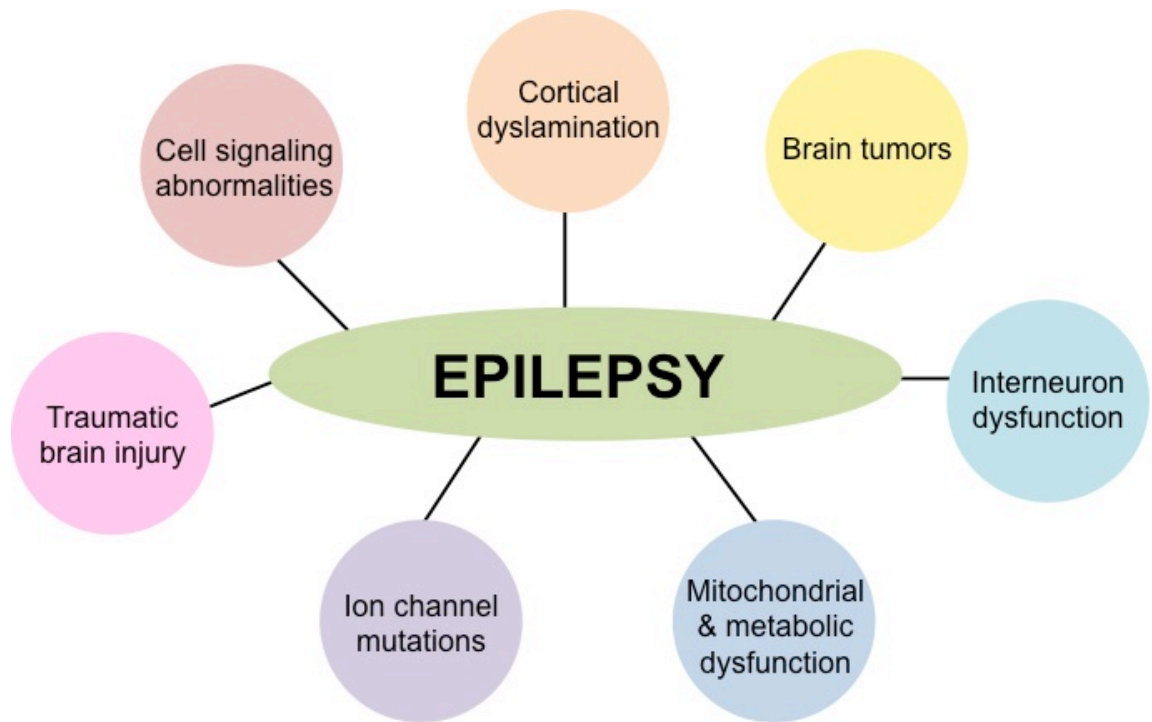 Cortical
dyslamination
Cell signaling
abnormalities
Brain tumors
EPILEPSY
Interneuron
dysfunction
Traumatic
brain injury
Ion channel
mutations
Mitochondrial
& metabolic
dysfunction